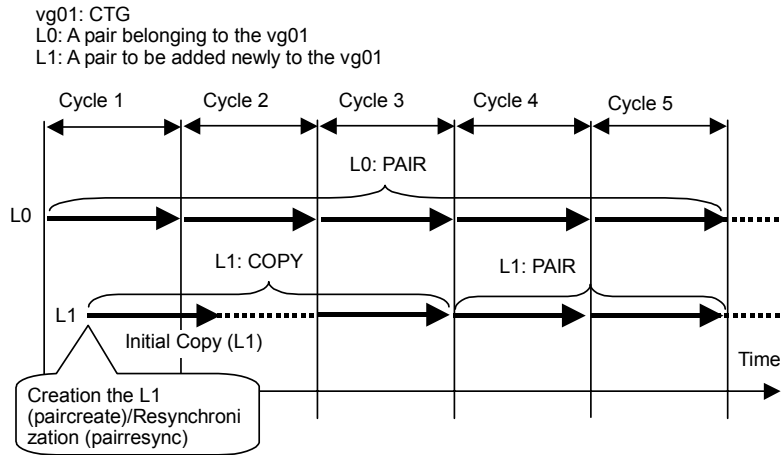 vg01: CTG
L0: A pair belonging to the vg01
L1: A pair to be added newly to the vg01
Cycle 1
Cycle 2
Cycle 3
Cycle 4
Cycle 5
L0: PAIR
L0
L1: COPY
L1: PAIR
L1
Initial Copy (L1)
Time
Creation the L1
(paircreate)/Resynchroni
zation (pairresync)